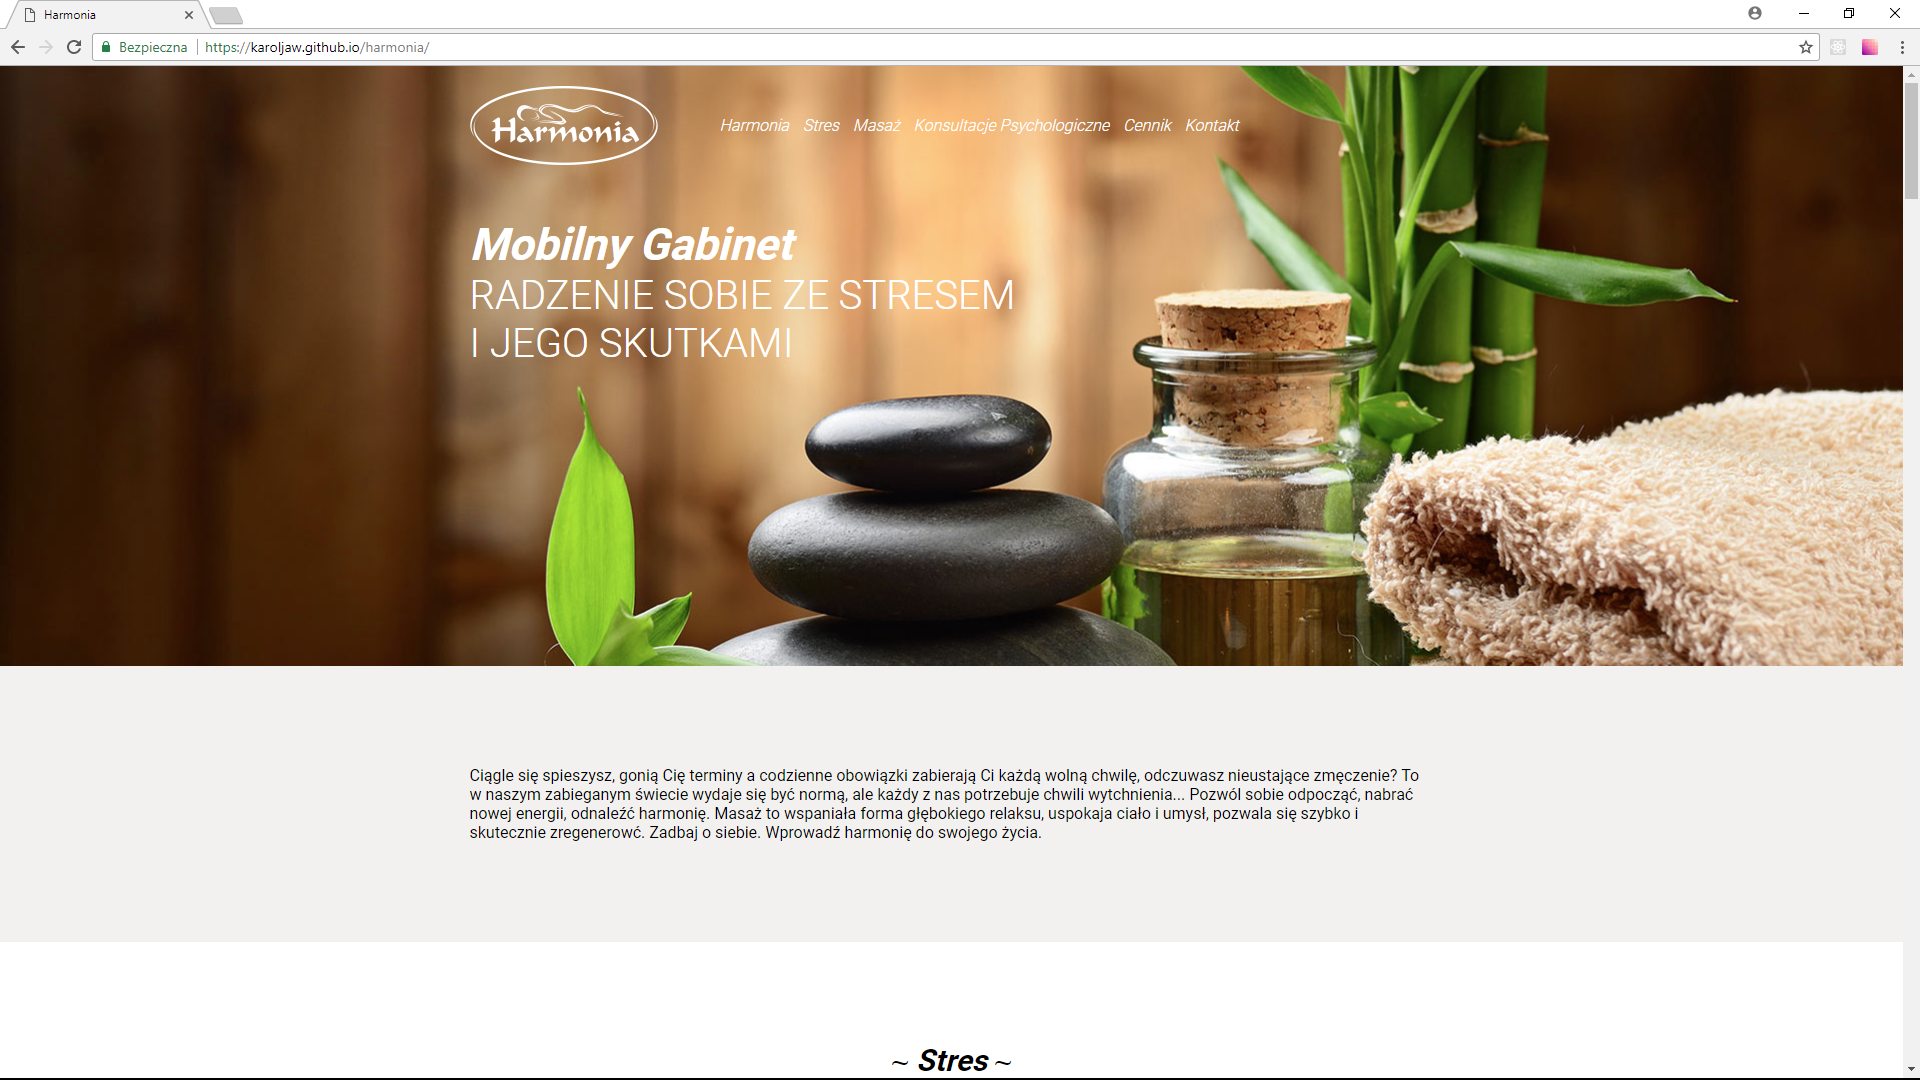 Harmonia
Bezpieczna
https://karoljaw.github.io/harmonia/
Harmonia
Harmonia Stres Masaż Konsultacje Psychologiczne Cennik Kontakt
Mobilny Gabinet
RADZENIE SOBIE ZE STRESEM
I JEGO SKUTKAMI
Ciągle się spieszysz, gonią Cię terminy a codzienne obowiązki zabierają Ci każdą wolną chwilę, odczuwasz nieustające zmęczenie? To
w naszym zabieganym świecie wydaje się być normą, ale każdy z nas potrzebuje chwili wytchnienia... Pozwól sobie odpocząć, nabrać
nowej energii, odnaleźć harmonię. Masaż to wspaniała forma głębokiego relaksu, uspokaja ciało i umysł, pozwala się szybko i
skutecznie zregenerowć. Zadbaj o siebie. Wprowadź harmonię do swojego życia.
~ Stres ~